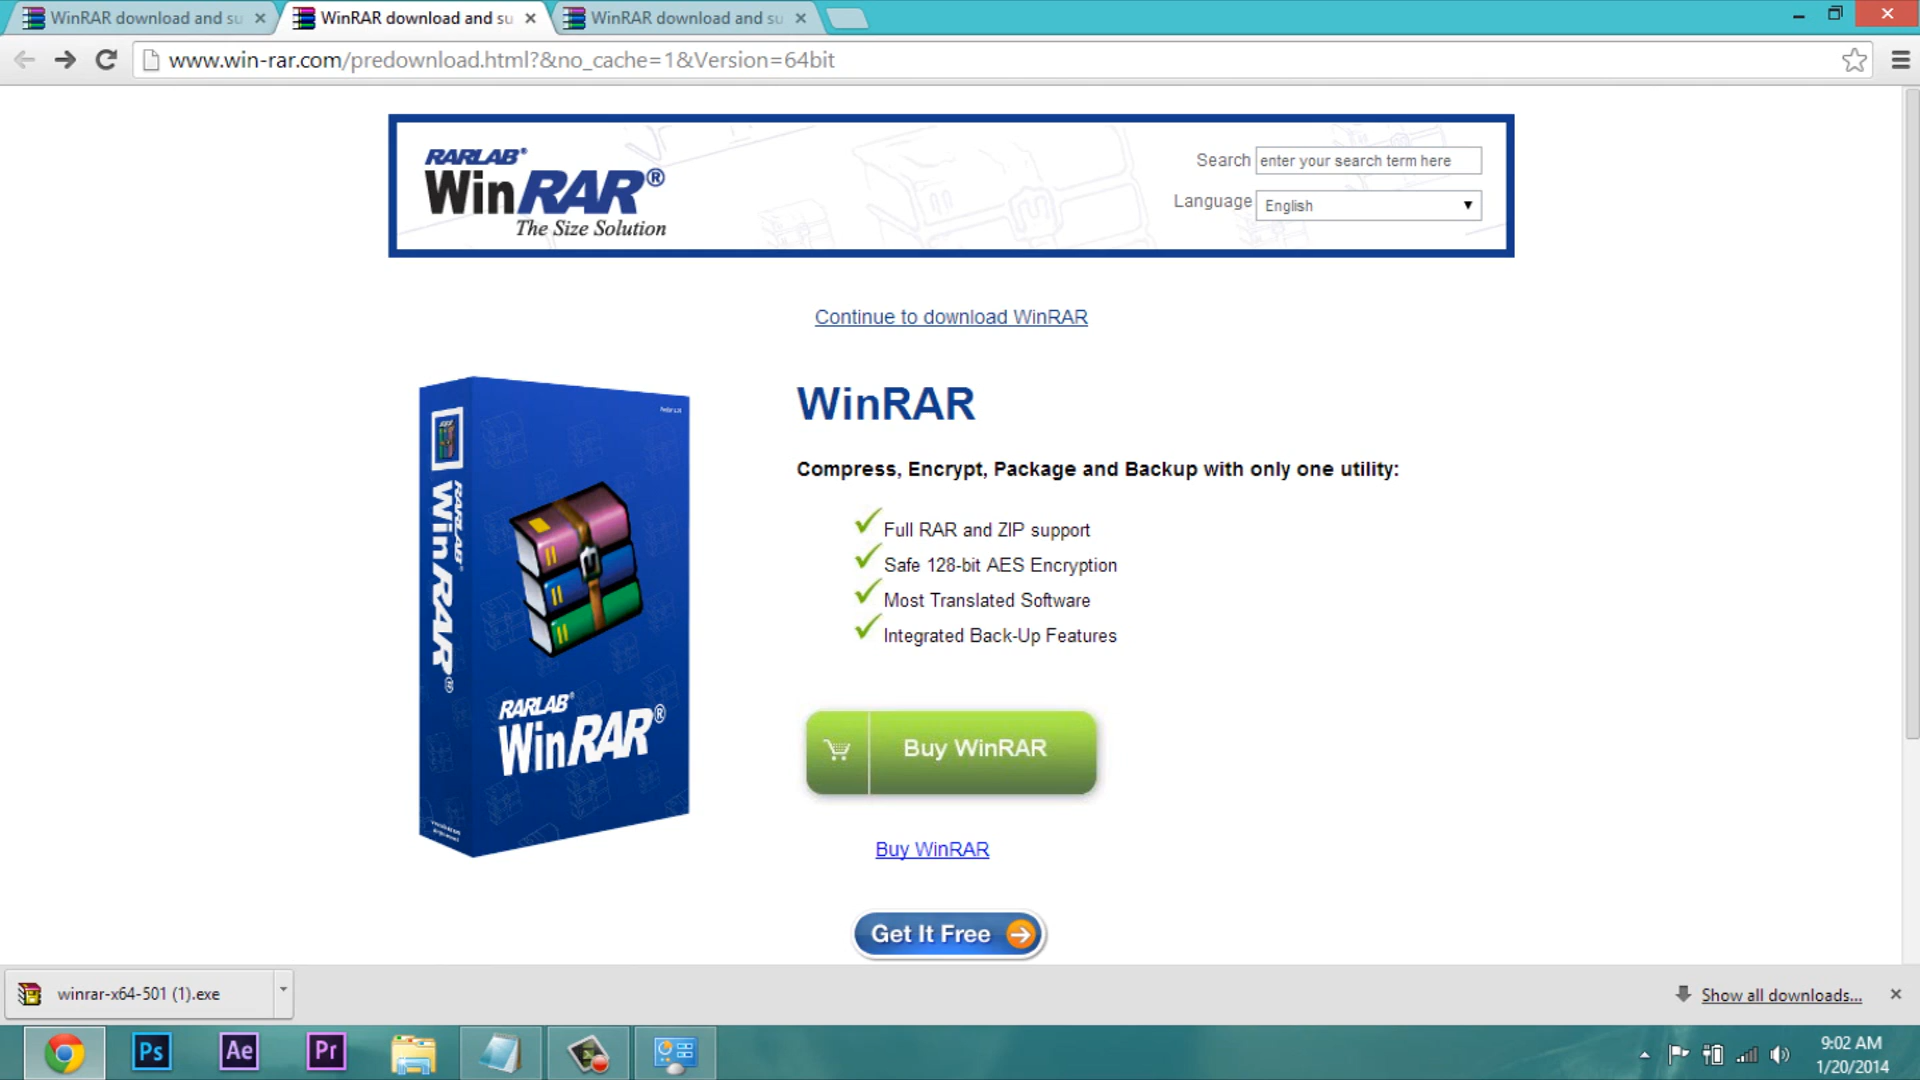 WinRAR download and su
WinRAR download and su
WinRAR download and su
www.win-rar.com/predownload.html?&no_cache=1&Version=64bit
RARLAB®
WinRAR®
The Size Solution
Search enter your search term here
Language English
Continue to download WinRAR
WinRAR
Compress, Encrypt, Package and Backup with only one utility:
Full RAR and ZIP support
Safe 128-bit AES Encryption
Most Translated Software
Integrated Back-Up Features
RARLAB®
WinRAR®
RARLAB®
WinRAR®
Buy WinRAR
Buy WinRAR
Get It Free
winrar-x64-501 (1).exe
Show all downloads...
Ps
Ae
Pr
9:02 AM
1/20/2014